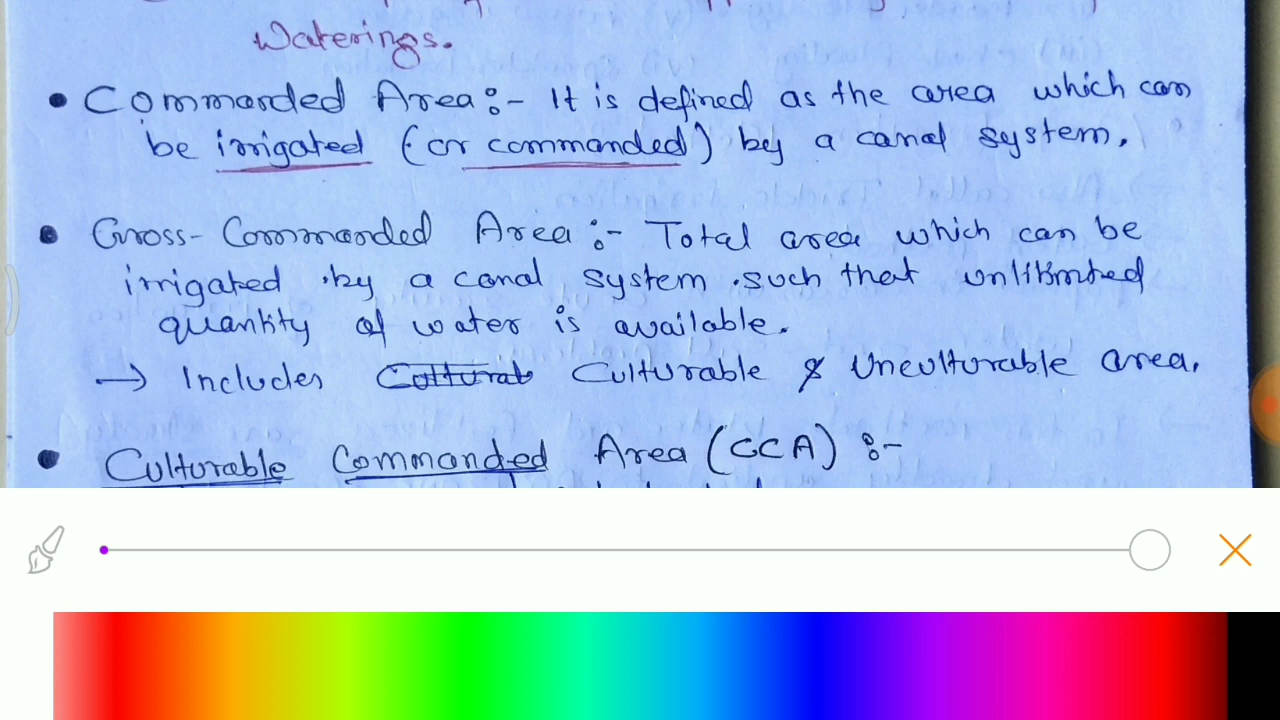 Waterings.
• Commanded Area :- It is defined as the area which can
be irrigated (or commanded) by a canal system.
• Gross-Commanded Area :- Total area which can be
irrigated by a canal system such that unlimited
quantity of water is available.
→ Includes Culturable & Unculturable area.
• Culturable Commanded Area (CCA) :-